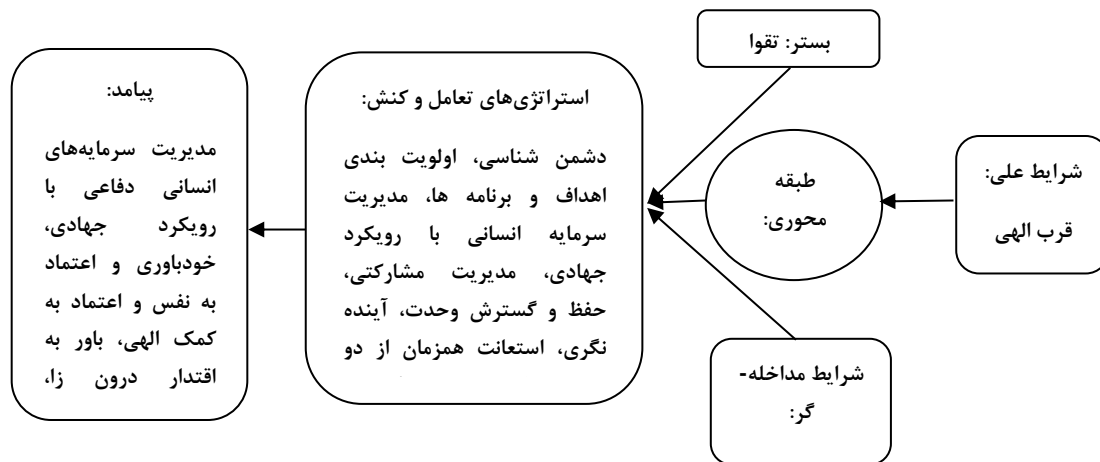 شرایط علی:
قرب الهی
بستر: تقوا
طبقه
محوری:
شرایط مداخله-
گر:
استراتژی‌های تعامل و کنش:
دشمن شناسی، اولویت بندی
اهداف و برنامه ها، مدیریت
سرمایه انسانی با رویکرد
جهادی، مدیریت مشارکتی،
حفظ و گسترش وحدت، آینده
نگری، استعانت همزمان از دو
پیامد:
مدیریت سرمایه‌های
انسانی دفاعی با
رویکرد جهادی،
خودباوری و اعتماد
به نفس و اعتماد به
کمک الهی، باور به
اقتدار درون زا،